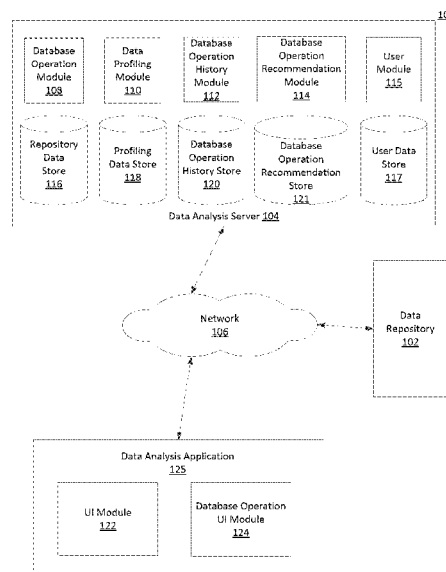 10
Database
Operation
Module
108
Data
Profiling
Module
110
Database
Operation
History Module
112
Database
Operation
Recommendation
Module
114
User
Module
115
Repository
Data
Store
116
Profiling
Data Store
118
Database
Operation
History Store
120
Database
Operation
Recommendation
Store
121
User Data
Store
117
Data Analysis Server 104
Network
106
Data
Repository
102
Data Analysis Application
125
UI Module
122
Database Operation
UI Module
124